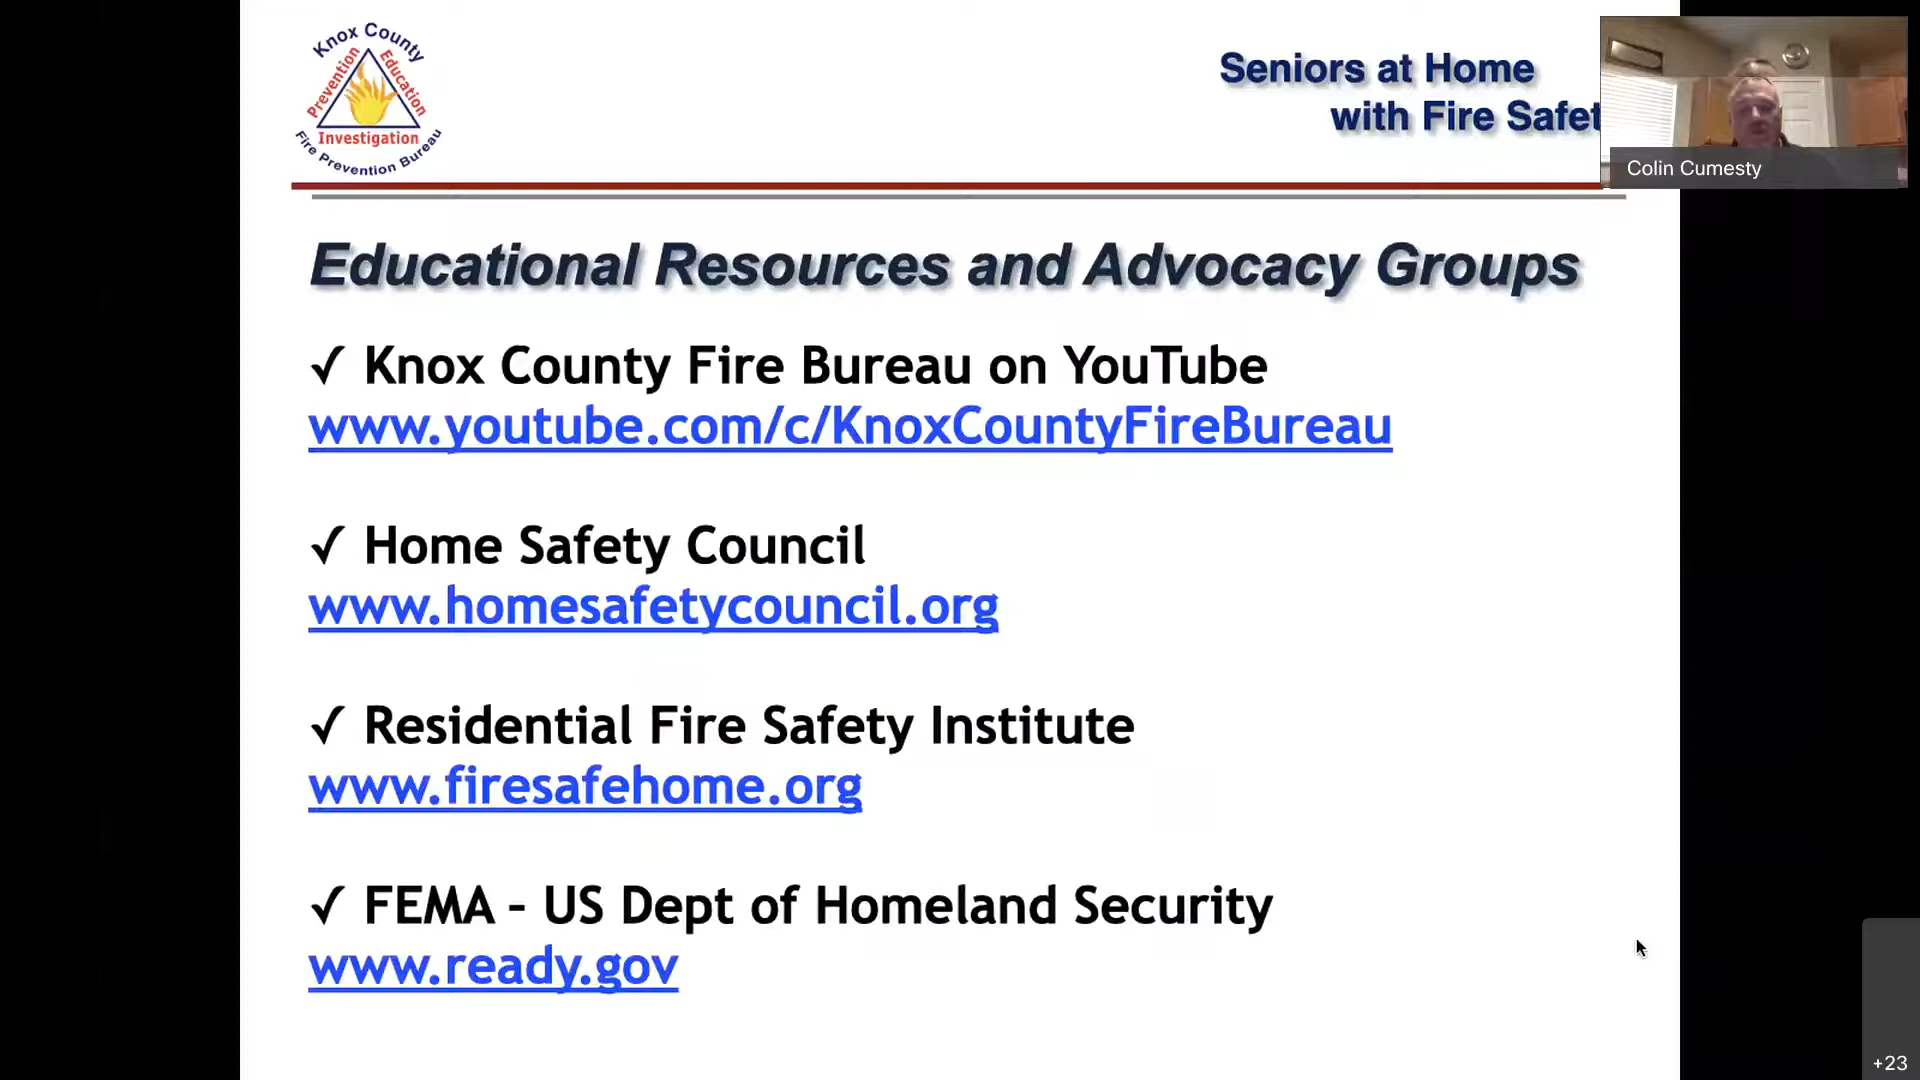 Knox County
Prevention
Education
Investigation
Fire Prevention Bureau
Seniors at Home
with Fire Safet
Colin Cumesty
Educational Resources and Advocacy Groups
✓ Knox County Fire Bureau on YouTube
www.youtube.com/c/KnoxCountyFireBureau
✓ Home Safety Council
www.homesafetycouncil.org
✓ Residential Fire Safety Institute
www.firesafehome.org
✓ FEMA – US Dept of Homeland Security
www.ready.gov
+23